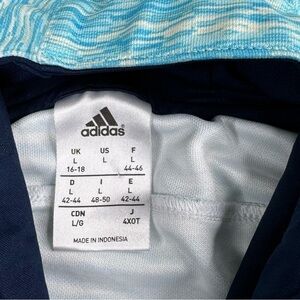 adidas
UK US F
L L L
16-18 44-46
D I E
L L L
42-44 48-50 42-44
CDN J
L/G 4XOT
MADE IN INDONESIA